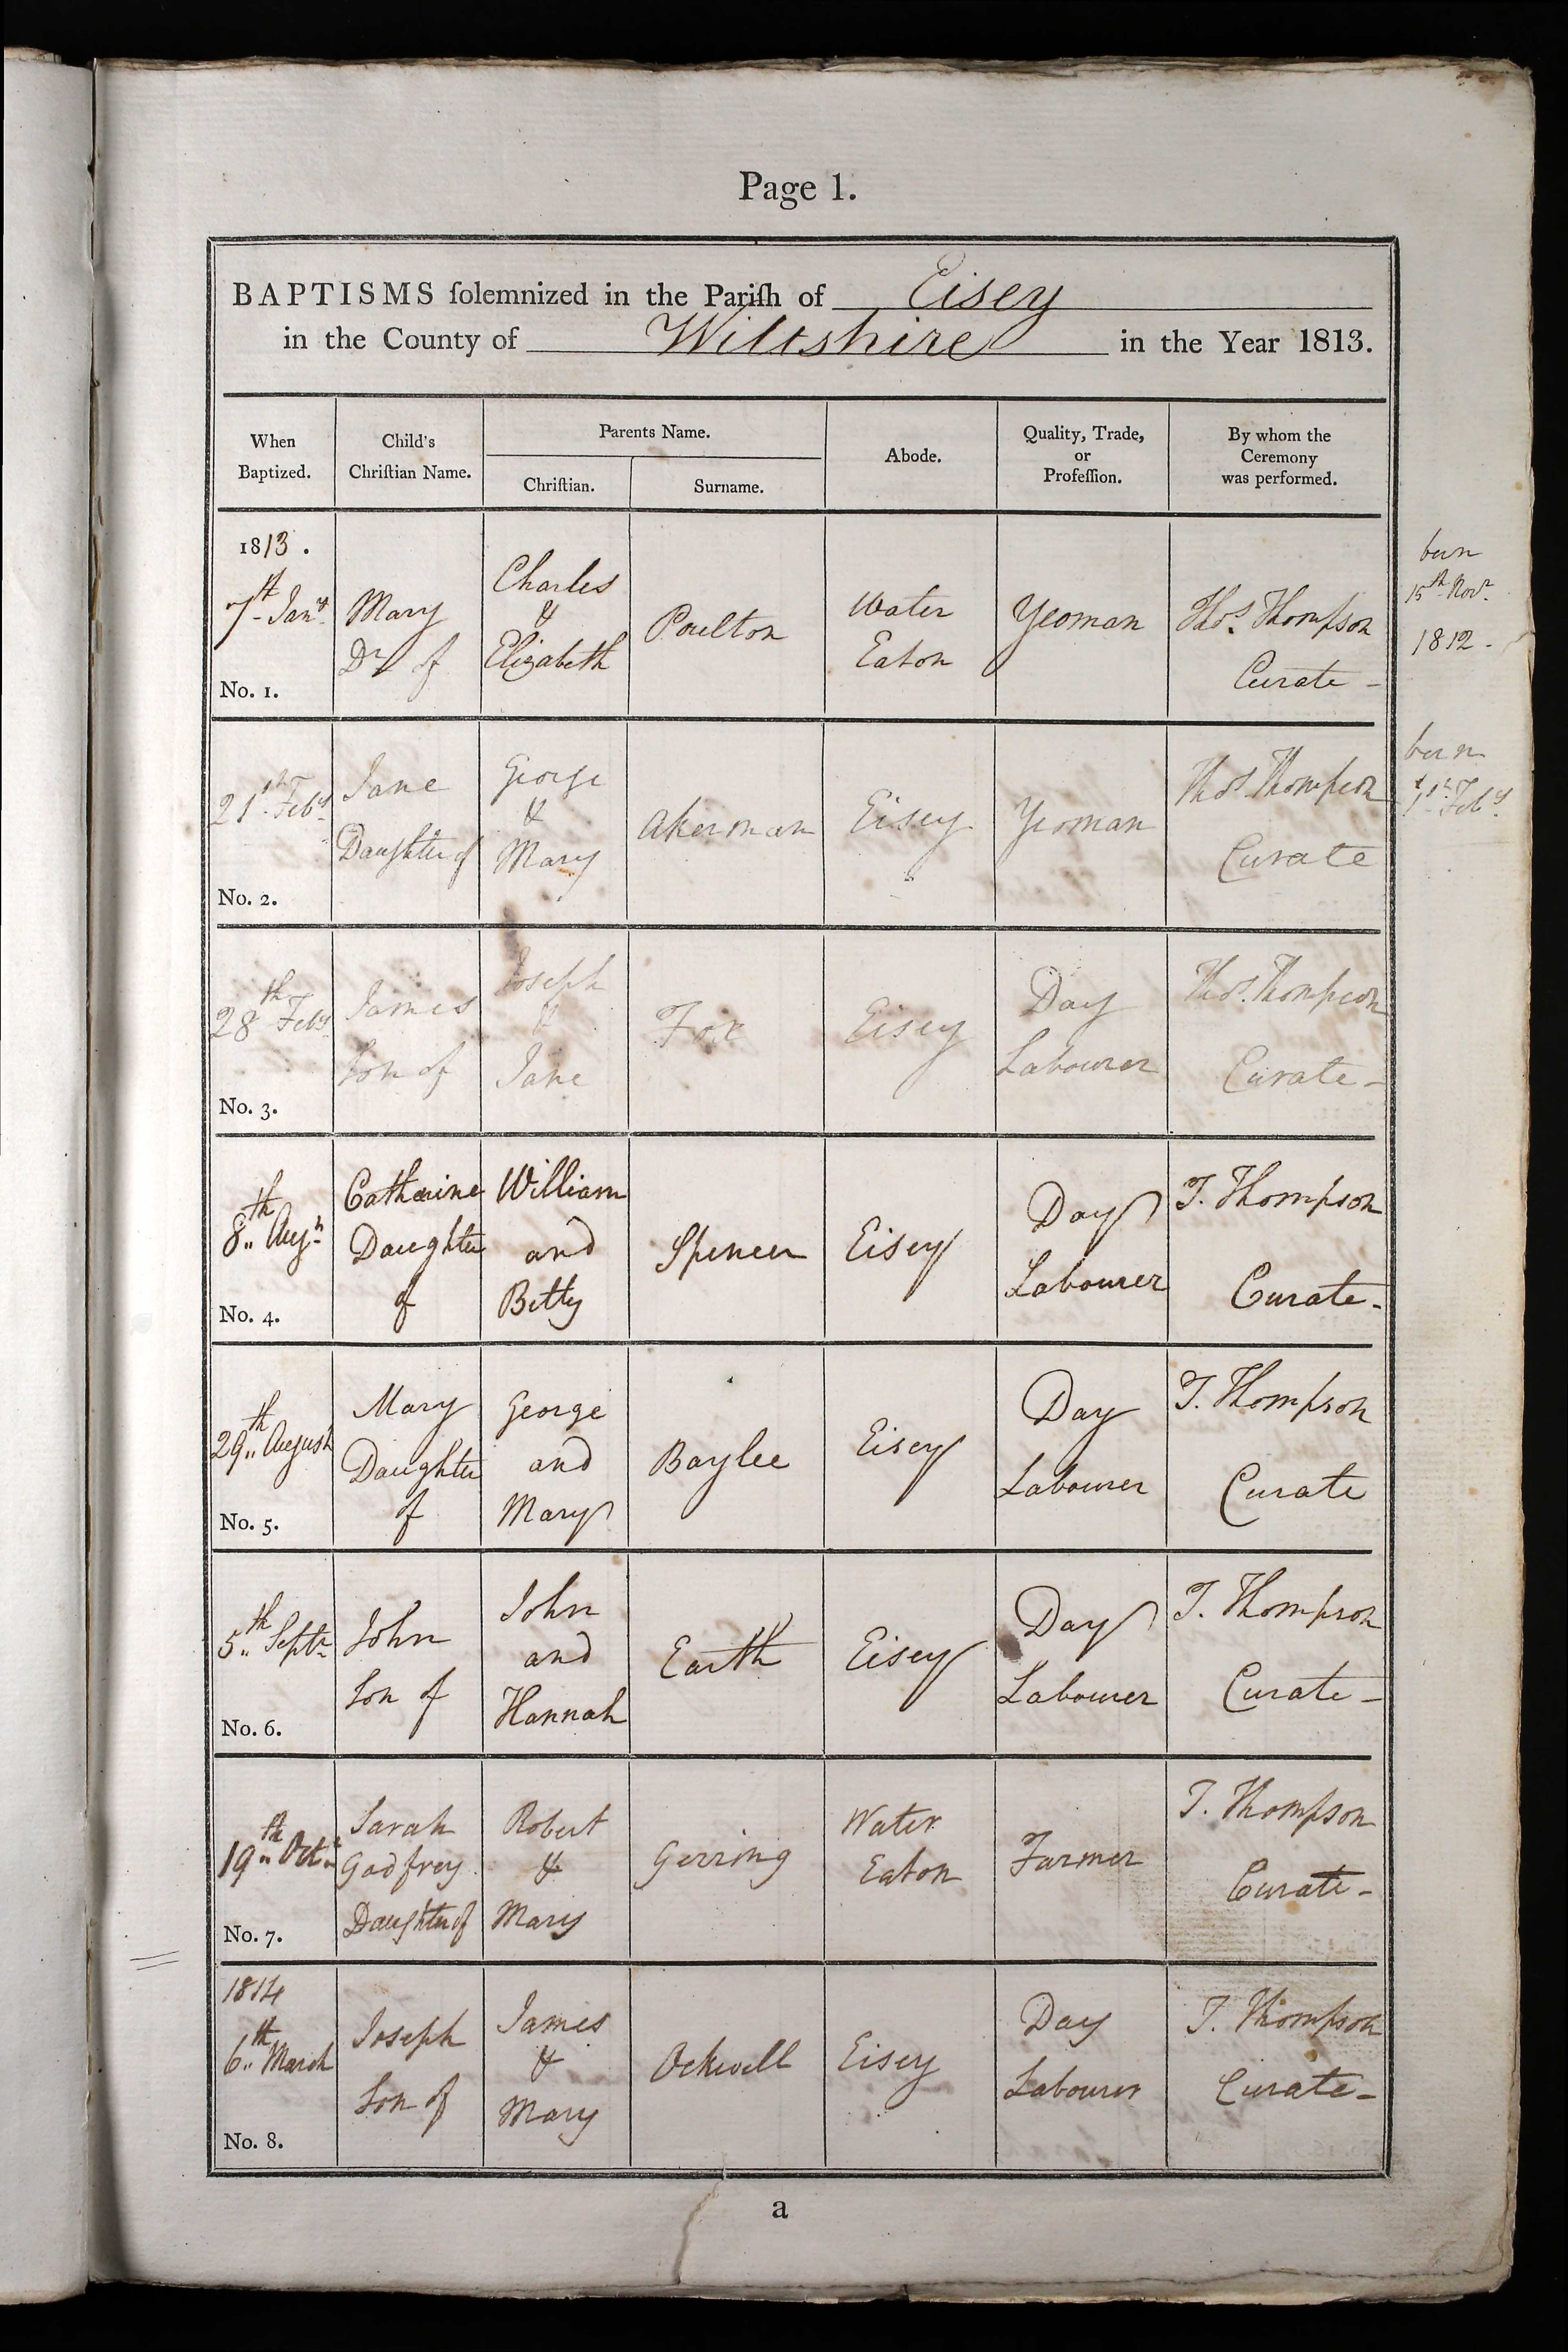 Page 1.
BAPTISMS ſolemnized in the Pariſh of Eisey
in the County of Wiltshire in the Year 1813.
When
Baptized.
Child's
Chriſtian Name.
Parents Name.
Chriſtian.
Surname.
Abode.
Quality, Trade,
or
Profeſſion.
By whom the
Ceremony
was performed.
1813.
7th Jany
No. 1.
Mary
Dr of
Charles
&
Elizabeth
Poulton
Water
Eaton
Yeoman
Thos. Thompson
Curate -
born
15th Novr.
1812 -
21st Feby
No. 2.
Jane
Daughter of
George
&
Mary
Akerman
Eisey
Yeoman
Thos. Thompson
Curate
born
1st Feby.
28th Feby
No. 3.
James
Son of
Joseph
&
Jane
Fox
Eisey
Day
Labourer
Thos. Thompson
Curate -
8th Augst
No. 4.
Catharine
Daughter
of
William
and
Betty
Spencer
Eisey
Day
Labourer
T. Thompson
Curate -
29th August
No. 5.
Mary
Daughter
of
George
and
Mary
Baylee
Eisey
Day
Labourer
T. Thompson
Curate
5th Septr
No. 6.
John
Son of
John
and
Hannah
Earth
Eisey
Day
Labourer
T. Thompson
Curate -
19th Octr
No. 7.
Sarah
Godfrey
Daughter of
Robert
&
Mary
Gerring
Water
Eaton
Farmer
T. Thompson
Curate -
1814
6th March
No. 8.
Joseph
Son of
James
&
Mary
Ockwell
Eisey
Day
Labourer
T. Thompson
Curate -
a